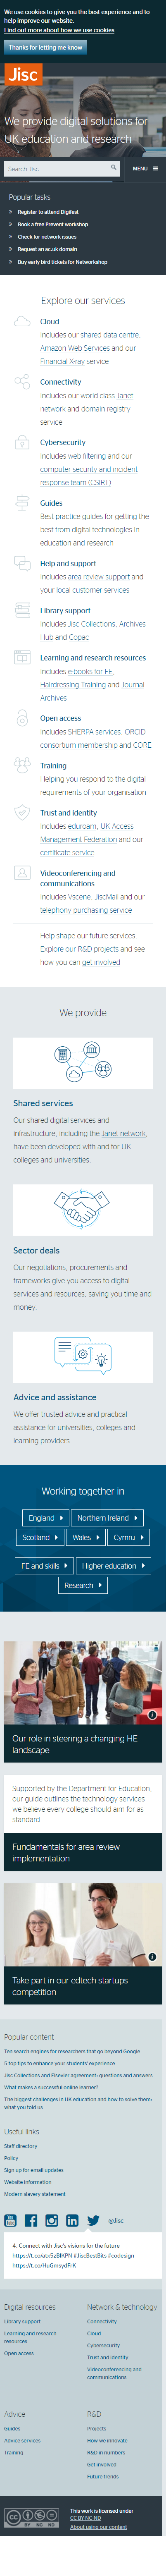 We use cookies to give you the best experience and to
help improve our website.
Find out more about how we use cookies
Thanks for letting me know
Jisc
We provide digital solutions for
UK education and research
Search Jisc
MENU
Popular tasks
Register to attend Digifest
Book a free Prevent workshop
Check for network issues
Request an ac.uk domain
Buy early bird tickets for Networkshop
Explore our services
Cloud
Includes our shared data centre,
Amazon Web Services and our
Financial X-ray service
Connectivity
Includes our world-class Janet
network and domain registry
service
Cybersecurity
Includes web filtering and our
computer security and incident
response team (CSIRT)
Guides
Best practice guides for getting the
best from digital technologies in
education and research
Help and support
Includes area review support and
your local customer services
Library support
Includes Jisc Collections, Archives
Hub and Copac
Learning and research resources
Includes e-books for FE,
Hairdressing Training and Journal
Archives
Open access
Includes SHERPA services, ORCID
consortium membership and CORE
Training
Helping you respond to the digital
requirements of your organisation
Trust and identity
Includes eduroam, UK Access
Management Federation and our
certificate service
Videoconferencing and
communications
Includes Vscene, JiscMail and our
telephony purchasing service
Help shape our future services.
Explore our R&D projects and see
how you can get involved
We provide
Shared services
Our shared digital services and
infrastructure, including the Janet network,
have been developed with and for UK
colleges and universities.
Sector deals
Our negotiations, procurements and
frameworks give you access to digital
services and resources, saving you time and
money.
Advice and assistance
We offer trusted advice and practical
assistance for universities, colleges and
learning providers.
Working together in
England
Northern Ireland
Scotland
Wales
Cymru
FE and skills
Higher education
Research
Our role in steering a changing HE
landscape
Supported by the Department for Education,
our guide outlines the technology services
we believe every college should aim for as
standard
Fundamentals for area review
implementation
Take part in our edtech startups
competition
Popular content
Ten search engines for researchers that go beyond Google
5 top tips to enhance your students' experience
Jisc Collections and Elsevier agreement: questions and answers
What makes a successful online learner?
The biggest challenges in UK education and how to solve them:
what you told us
Useful links
Staff directory
Policy
Sign up for email updates
Website information
Modern slavery statement
You Tube
@Jisc
4 ways to connect with Jisc's visions for the future
https://t.co/atx5zBIKPN #JiscBestBits #codesign
https://t.co/HuGmsydFrK
Digital resources
Library support
Learning and research
resources
Open access
Network & technology
Connectivity
Cloud
Cybersecurity
Trust and identity
Videoconferencing and
communications
Advice
Guides
Advice services
Training
R&D
Projects
How we innovate
R&D in numbers
Get involved
Future trends
BY NC ND
This work is licensed under
CC BY-NC-ND
About using our content